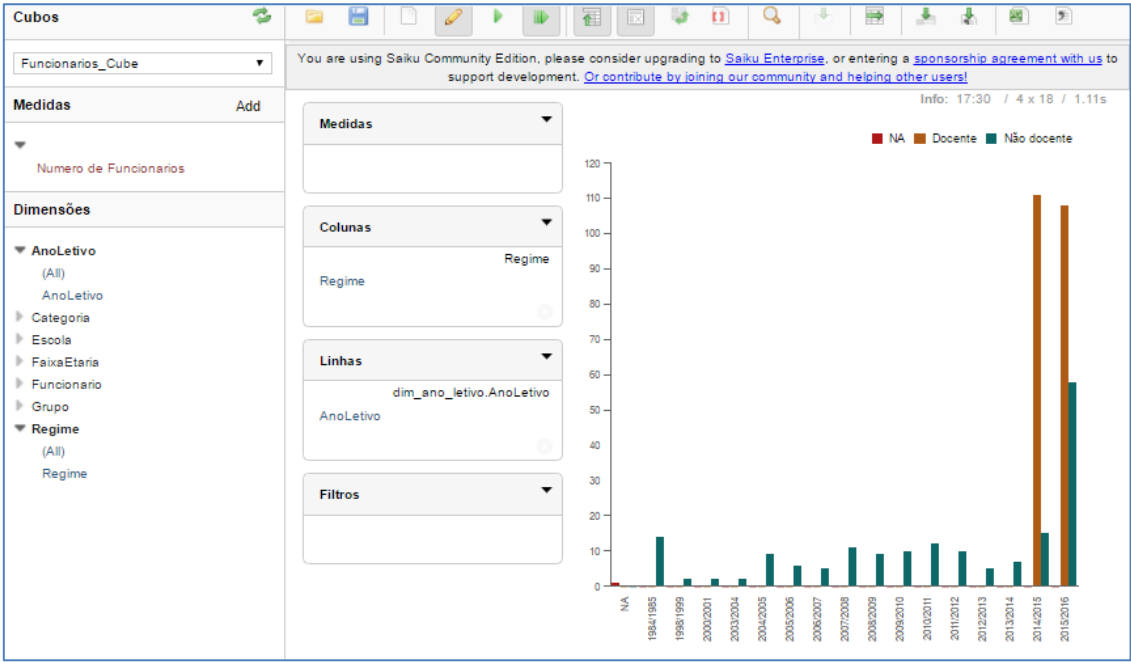 Cubos
Funcionarios_Cube
Medidas Add
Numero de Funcionarios
Dimensões
AnoLetivo
(All)
AnoLetivo
Categoria
Escola
FaixaEtaria
Funcionario
Grupo
Regime
(All)
Regime
You are using Saiku Community Edition, please consider upgrading to Saiku Enterprise, or entering a sponsorship agreement with us to
support development. Or contribute by joining our community and helping other users!
Info: 17:30 / 4 x 18 / 1.11s
Medidas
Colunas
Regime
Regime
Linhas
dim_ano_letivo.AnoLetivo
AnoLetivo
Filtros
NA Docente Não docente
120
110
100
90
80
70
60
50
40
30
20
10
0
NA
1984/1985
1998/1999
2000/2001
2003/2004
2004/2005
2005/2006
2006/2007
2007/2008
2008/2009
2009/2010
2010/2011
2011/2012
2012/2013
2013/2014
2014/2015
2015/2016